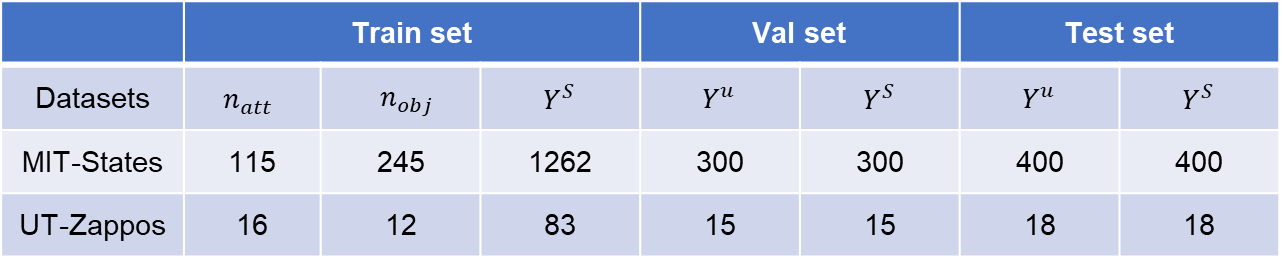 Train set Val set Test set
Datasets n_att n_obj Y^S Y^u Y^S Y^u Y^S
MIT-States 115 245 1262 300 300 400 400
UT-Zappos 16 12 83 15 15 18 18